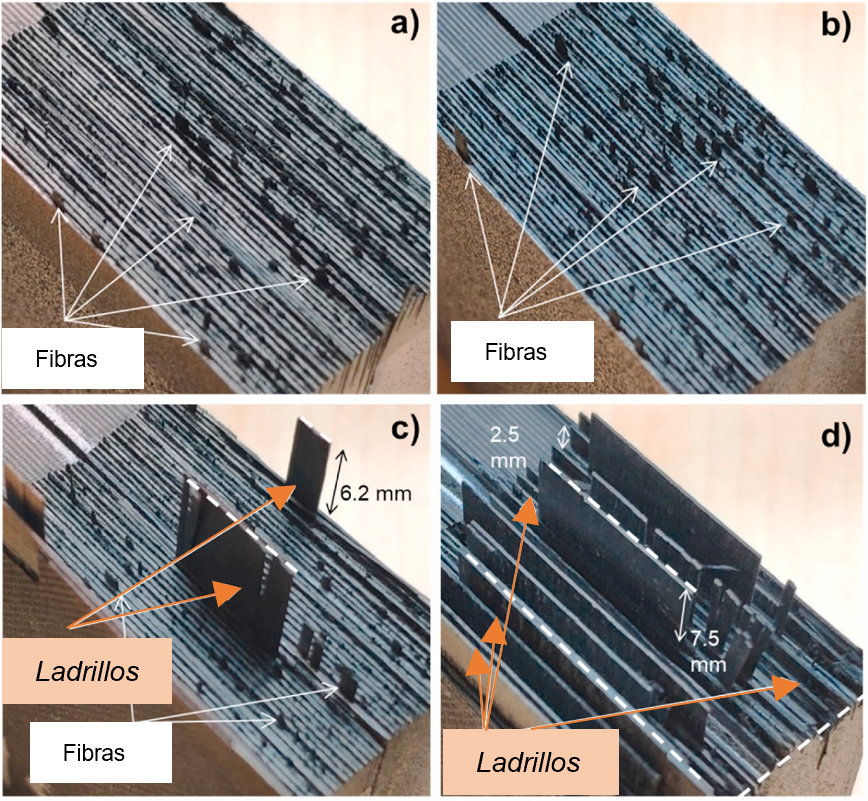 a)
b)
Fibras
Fibras
c)
d)
6.2 mm
2.5
mm
7.5
mm
Ladrillos
Fibras
Ladrillos